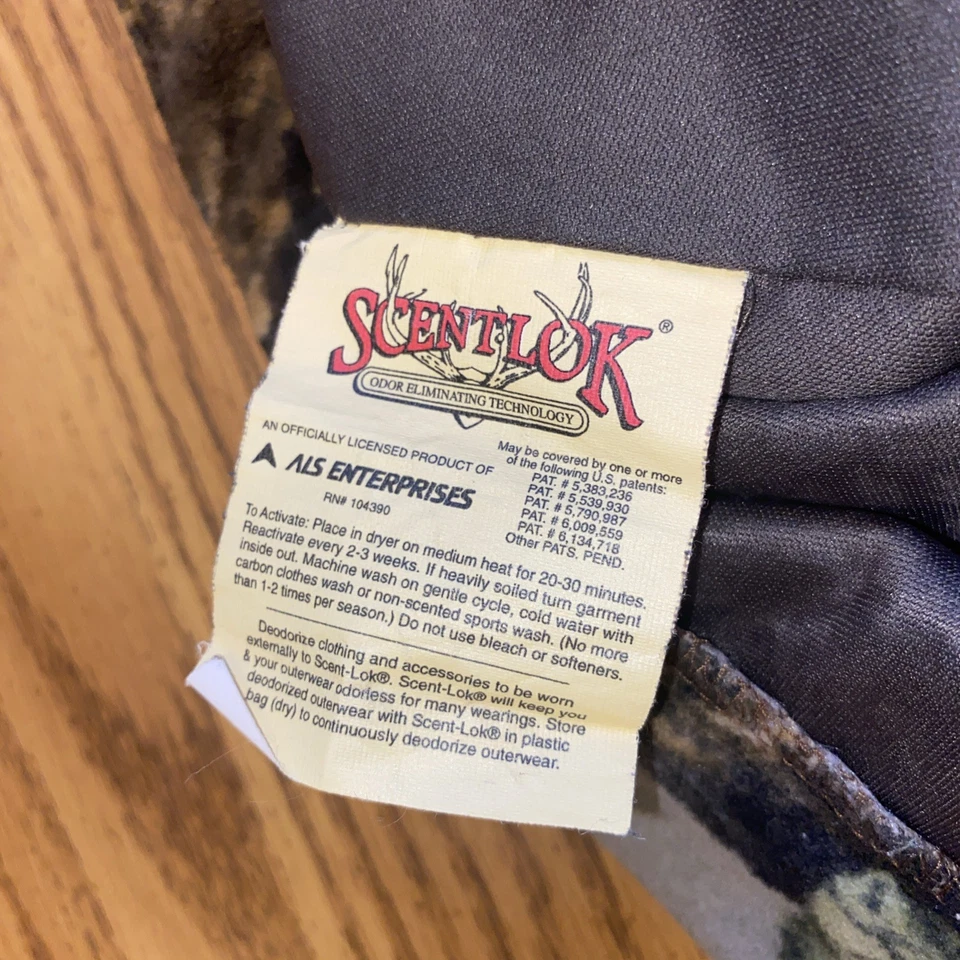 SCENT-LOK®
ODOR ELIMINATING TECHNOLOGY
AN OFFICIALLY LICENSED PRODUCT OF
ALS ENTERPRISES
RN# 104390
May be covered by one or more
of the following U.S. patents:
PAT. # 5,383,236
PAT. # 5,539,930
PAT. # 5,790,987
PAT. # 6,009,559
PAT. # 6,134,718
Other PATS. PEND.
To Activate: Place in dryer on medium heat for 20-30 minutes.
Reactivate every 2-3 weeks. If heavily soiled turn garment
inside out. Machine wash on gentle cycle, cold water with
carbon clothes wash or non-scented sports wash. (No more
than 1-2 times per season.) Do not use bleach or softeners.
Deodorize clothing and accessories to be worn
externally to Scent-Lok®. Scent-Lok® will keep you
& your outerwear odorless for many wearings. Store
deodorized outerwear with Scent-Lok® in plastic
bag (dry) to continuously deodorize outerwear.